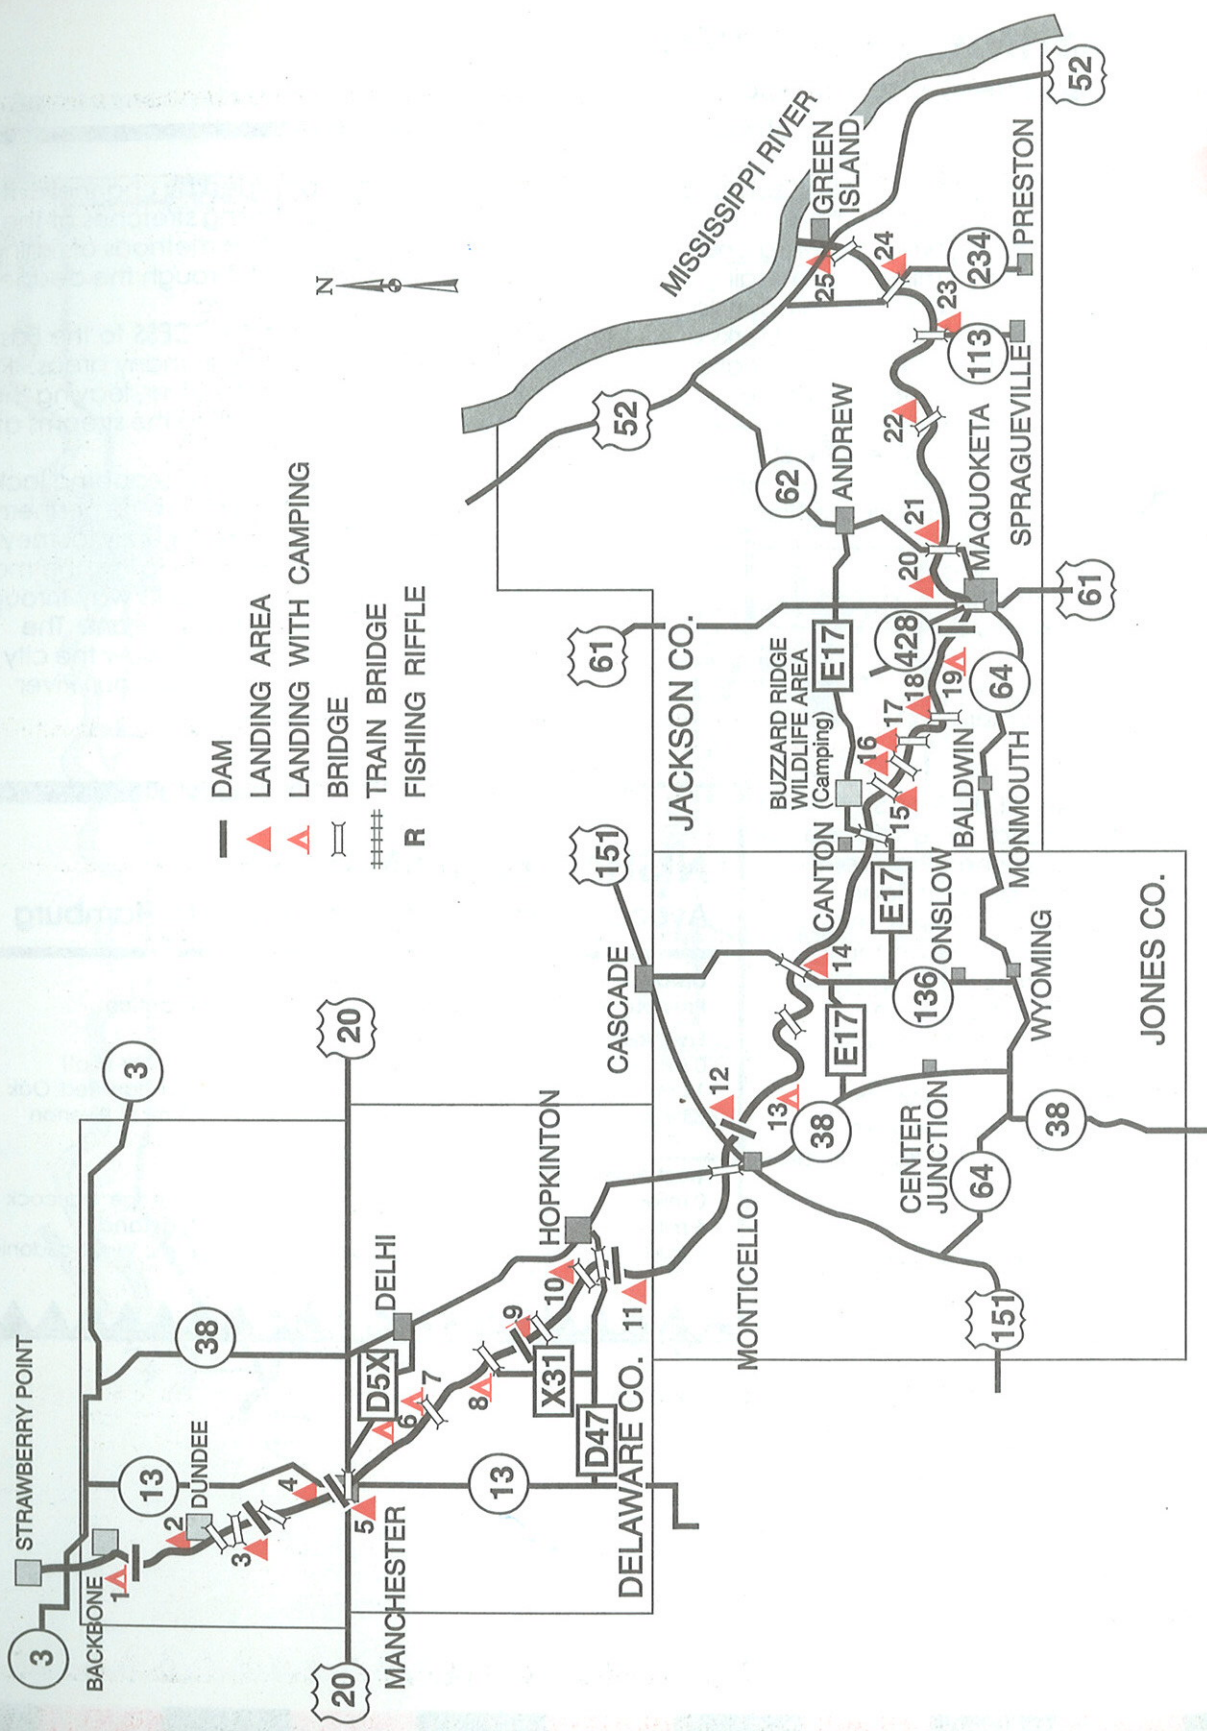 STRAWBERRY POINT
3
3
BACKBONE
1
2
DUNDEE
13
38
3
4
20
20
MANCHESTER
5
D5X
DELHI
6
7
8
9
X31
D47
13
10
HOPKINTON
11
DELAWARE CO.
N
DAM
LANDING AREA
LANDING WITH CAMPING
BRIDGE
TRAIN BRIDGE
R FISHING RIFFLE
MONTICELLO
12
13
38
CASCADE
151
151
E17
14
136
CENTER
JUNCTION
64
38
WYOMING
ONSLOW
E17
CANTON
JONES CO.
JACKSON CO.
61
BUZZARD RIDGE
WILDLIFE AREA
(Camping)
E17
15
16
17
18
428
19
BALDWIN
MONMOUTH
64
61
20
21
MAQUOKETA
ANDREW
62
52
22
SPRAGUEVILLE
113
23
234
24
25
PRESTON
GREEN
ISLAND
MISSISSIPPI RIVER
52